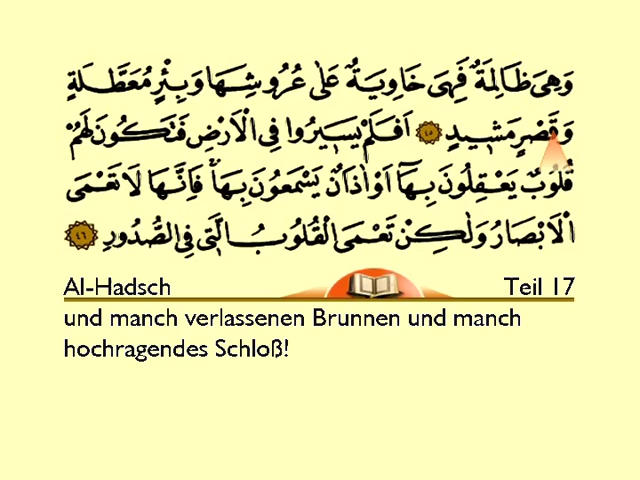 وَهِىَ ظَالِمَةٌ فَهِىَ خَاوِيَةٌ عَلَىٰ عُرُوشِهَا وَبِئْرٍ مُعَطَّلَةٍ
وَقَصْرٍ مَشِيدٍ ٤٥ أَفَلَمْ يَسِيرُوا فِى الْأَرْضِ فَتَكُونَ لَهُمْ
قُلُوبٌ يَعْقِلُونَ بِهَآ أَوْ اٰذَانٌ يَسْمَعُونَ بِهَا فَإِنَّهَا لَا تَعْمَى
الْأَبْصَارُ وَلٰكِنْ تَعْمَى الْقُلُوبُ الَّتِى فِى الصُّدُورِ ٤٦
Al-Hadsch Teil 17
und manch verlassenen Brunnen und manch
hochragendes Schloß!